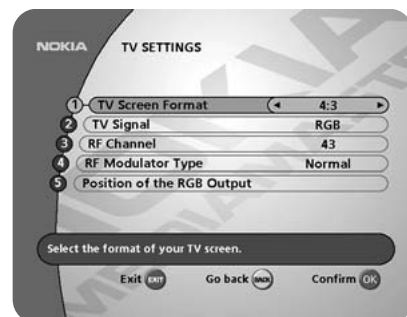 NOKIA TV SETTINGS
1 TV Screen Format 4:3
2 TV Signal RGB
3 RF Channel 43
4 RF Modulator Type Normal
5 Position of the RGB Output
Select the format of your TV screen.
Exit EXIT Go back BACK Confirm OK
NOKIA
MEDIAMASTER